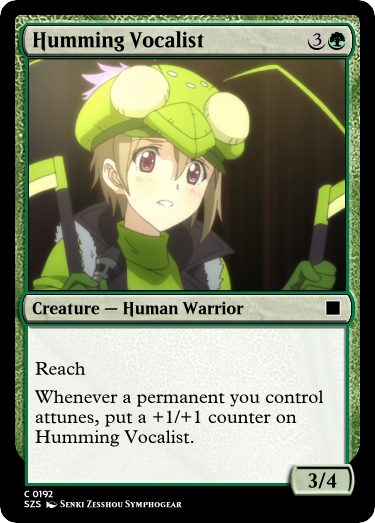 Humming Vocalist 3
Creature — Human Warrior
Reach
Whenever a permanent you control
attunes, put a +1/+1 counter on
Humming Vocalist.
3/4
C 0192
SZS Senki Zesshou Symphogear